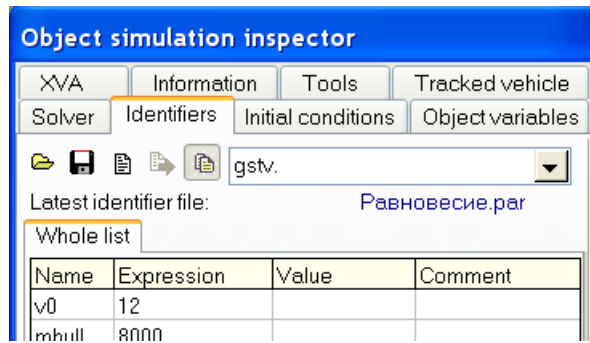 Object simulation inspector
XVA Information Tools Tracked vehicle
Solver Identifiers Initial conditions Object variables
gstv.
Latest identifier file: Равновесие.par
Whole list
Name Expression Value Comment
v0 12
mhull 8000